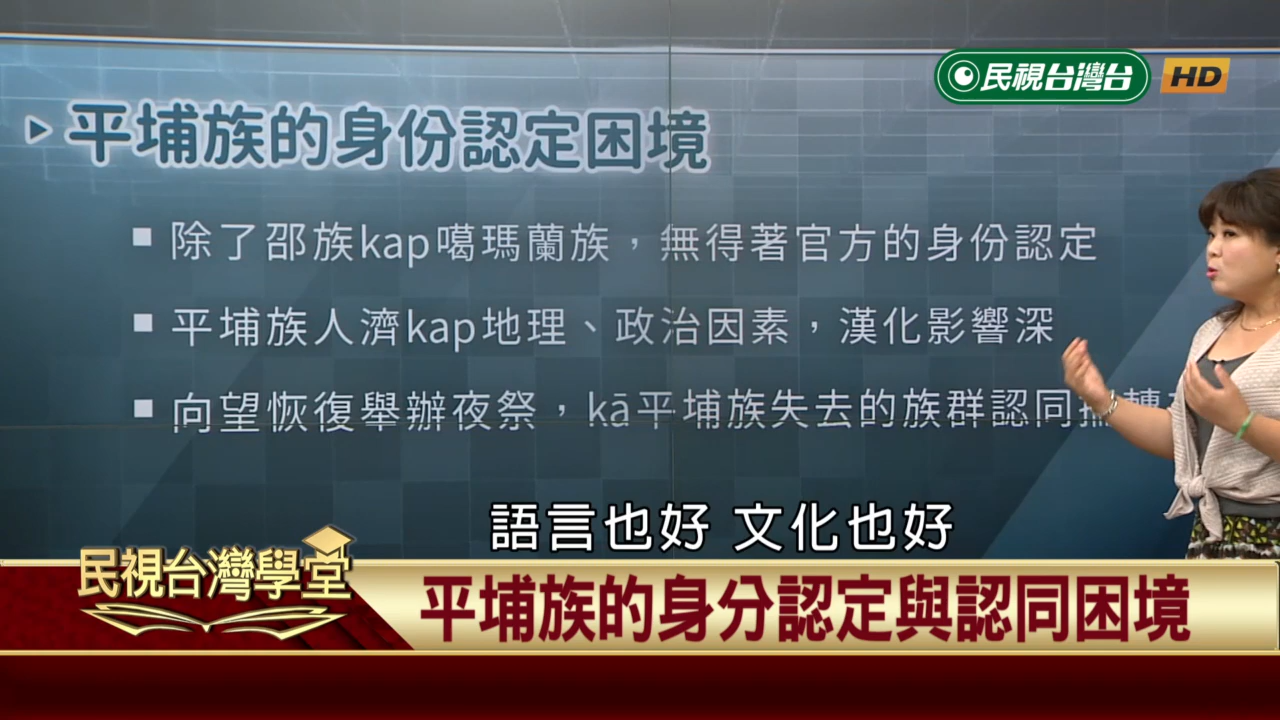 民視台灣台 HD
平埔族的身份認定困境
除了邵族kap噶瑪蘭族，無得著官方的身份認定
平埔族人濟kap地理、政治因素，漢化影響深
向望恢復舉辦夜祭，kā平埔族失去的族群認同揣轉
語言也好 文化也好
民視台灣學堂
平埔族的身分認定與認同困境